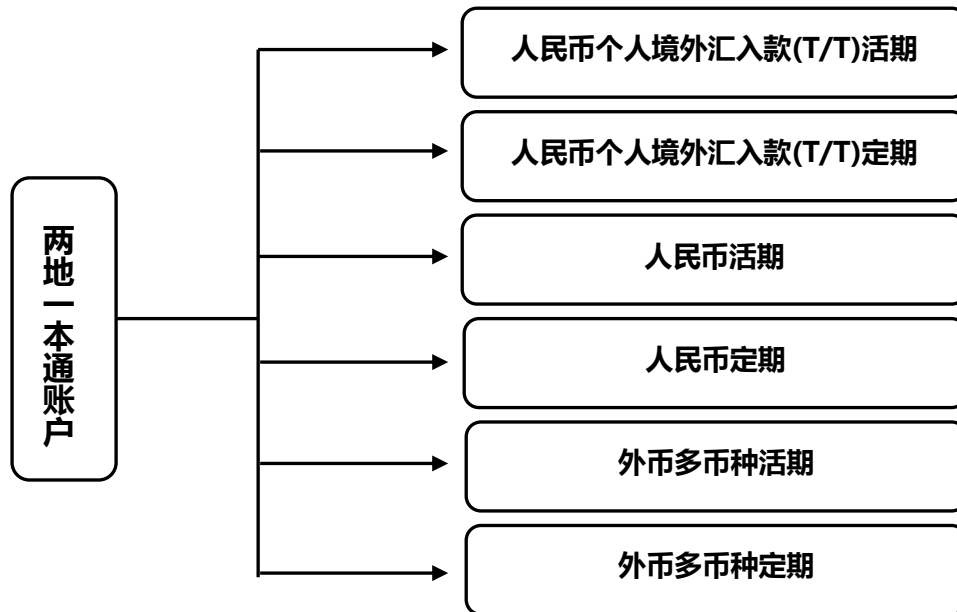 人民币个人境外汇入款(T/T)活期
人民币个人境外汇入款(T/T)定期
两地一本通账户
人民币活期
人民币定期
外币多币种活期
外币多币种定期